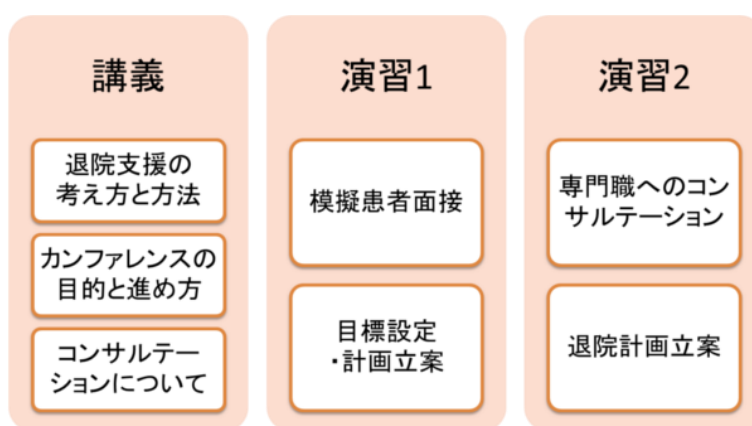 講義
退院支援の
考え方と方法
カンファレンスの
目的と進め方
コンサルテー
ションについて
演習1
模擬患者面接
目標設定
・計画立案
演習2
専門職へのコン
サルテーション
退院計画立案